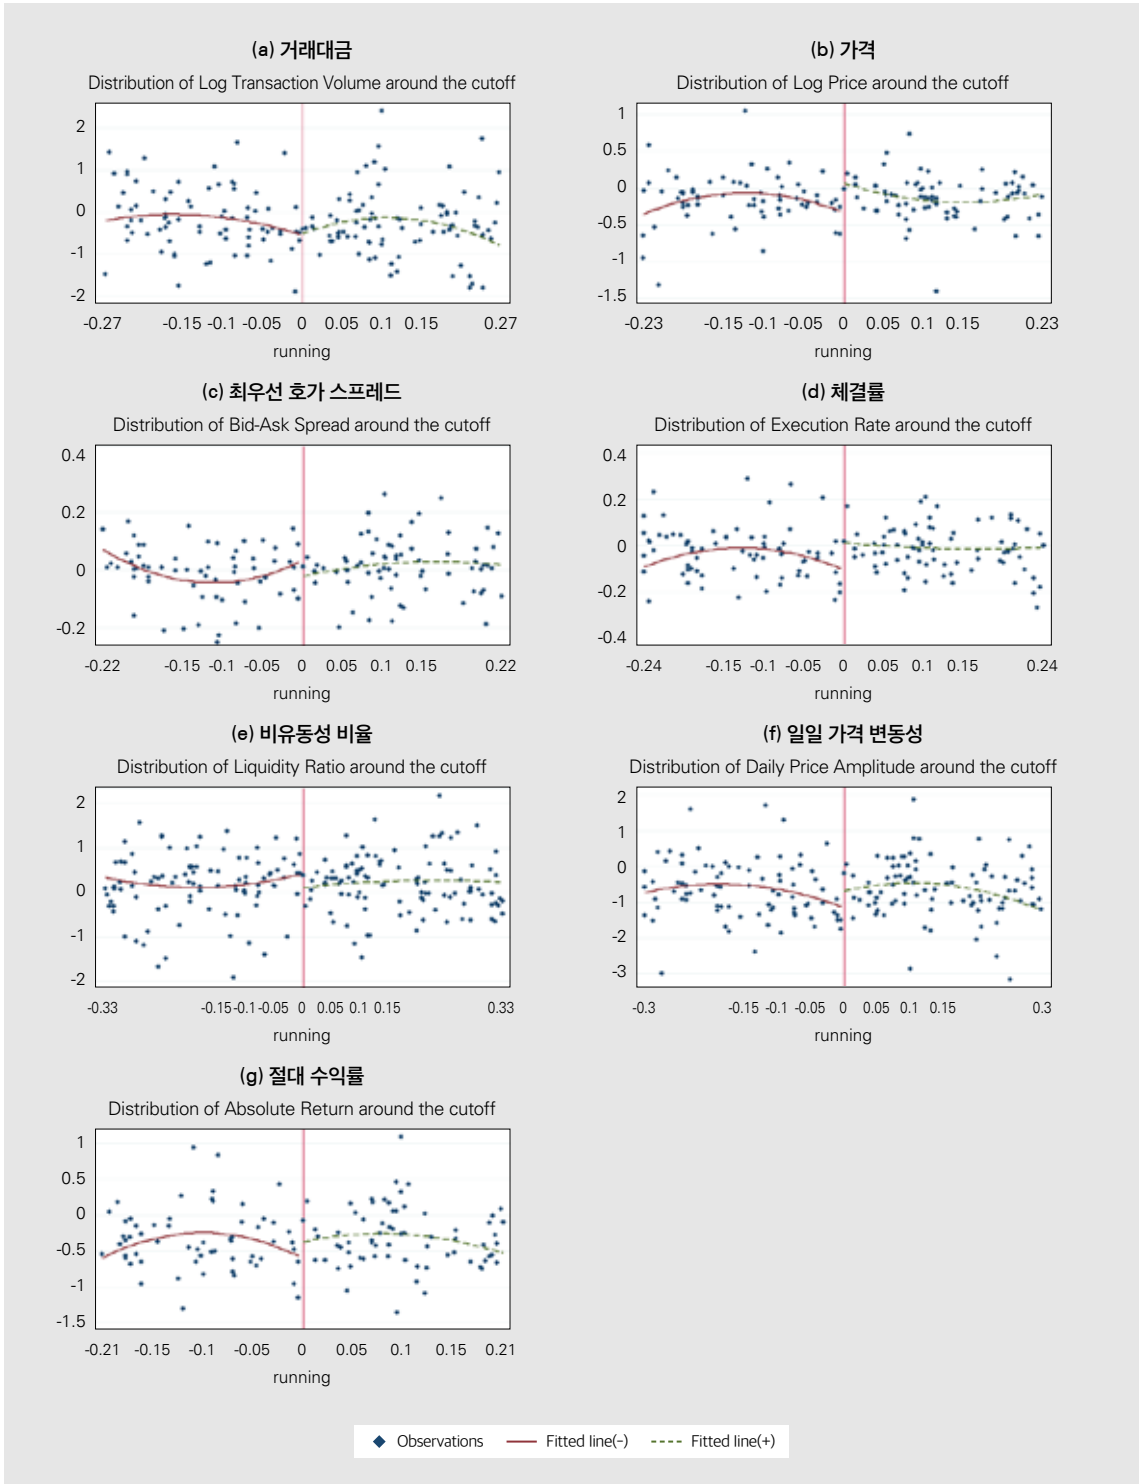 (a) 거래대금
Distribution of Log Transaction Volume around the cutoff
2
1
0
-1
-2
-0.27 -0.15 -0.1 -0.05 0 0.05 0.1 0.15 0.27
running
(b) 가격
Distribution of Log Price around the cutoff
1
0.5
0
-0.5
-1
-1.5
-0.23 -0.15 -0.1 -0.05 0 0.05 0.1 0.15 0.23
running
(c) 최우선 호가 스프레드
Distribution of Bid-Ask Spread around the cutoff
0.4
0.2
0
-0.2
-0.22 -0.15 -0.1 -0.05 0 0.05 0.1 0.15 0.22
running
(d) 체결률
Distribution of Execution Rate around the cutoff
0.4
0.2
0
-0.2
-0.4
-0.24 -0.15 -0.1 -0.05 0 0.05 0.1 0.15 0.24
running
(e) 비유동성 비율
Distribution of Liquidity Ratio around the cutoff
2
1
0
-1
-2
-0.33 -0.15 -0.1 -0.05 0 0.05 0.1 0.15 0.33
running
(f) 일일 가격 변동성
Distribution of Daily Price Amplitude around the cutoff
2
1
0
-1
-2
-3
-0.3 -0.15 -0.1 -0.05 0 0.05 0.1 0.15 0.3
running
(g) 절대 수익률
Distribution of Absolute Return around the cutoff
1
0.5
0
-0.5
-1
-1.5
-0.21 -0.15 -0.1 -0.05 0 0.05 0.1 0.15 0.21
running
Observations Fitted line(-) Fitted line(+)